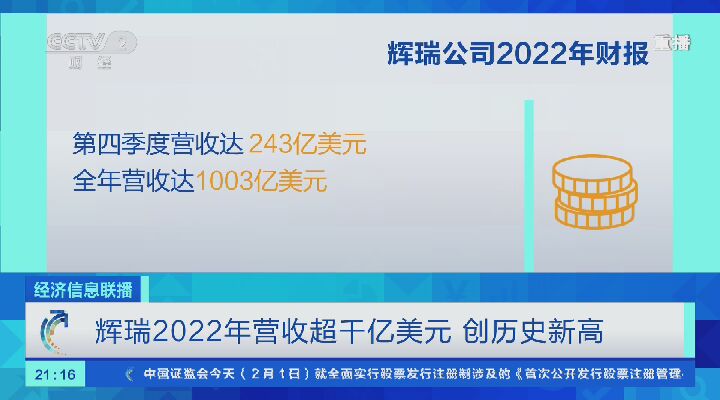 CCTV 2
财经
重播
辉瑞公司2022年财报
第四季度营收达 243亿美元
全年营收达1003亿美元
经济信息联播
辉瑞2022年营收超千亿美元 创历史新高
21:16
中国证监会今天(2月1日)就全面实行股票发行注册制涉及的《首次公开发行股票注册管理